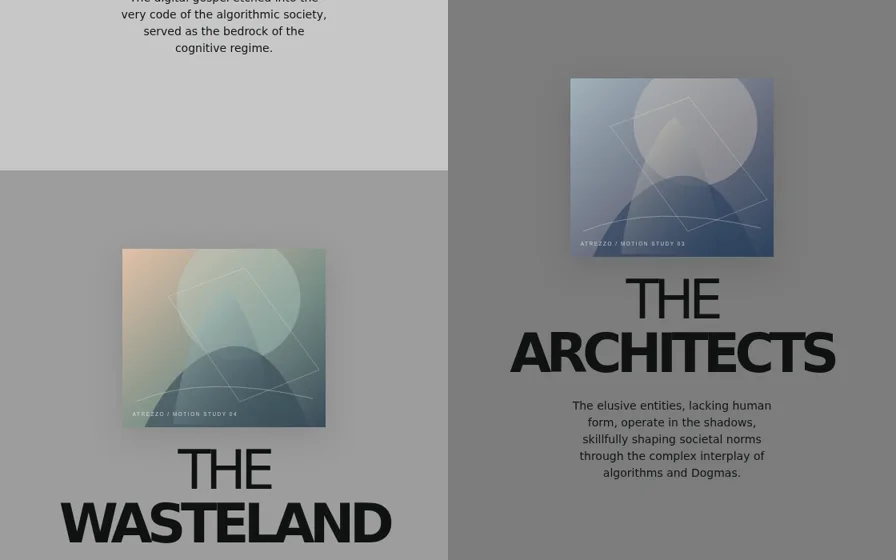 very code of the algorithmic society,
served as the bedrock of the
cognitive regime.
ATREZZO / MOTION STUDY 04
THE
WASTELAND
ATREZZO / MOTION STUDY 03
THE
ARCHITECTS
The elusive entities, lacking human
form, operate in the shadows,
skillfully shaping societal norms
through the complex interplay of
algorithms and Dogmas.